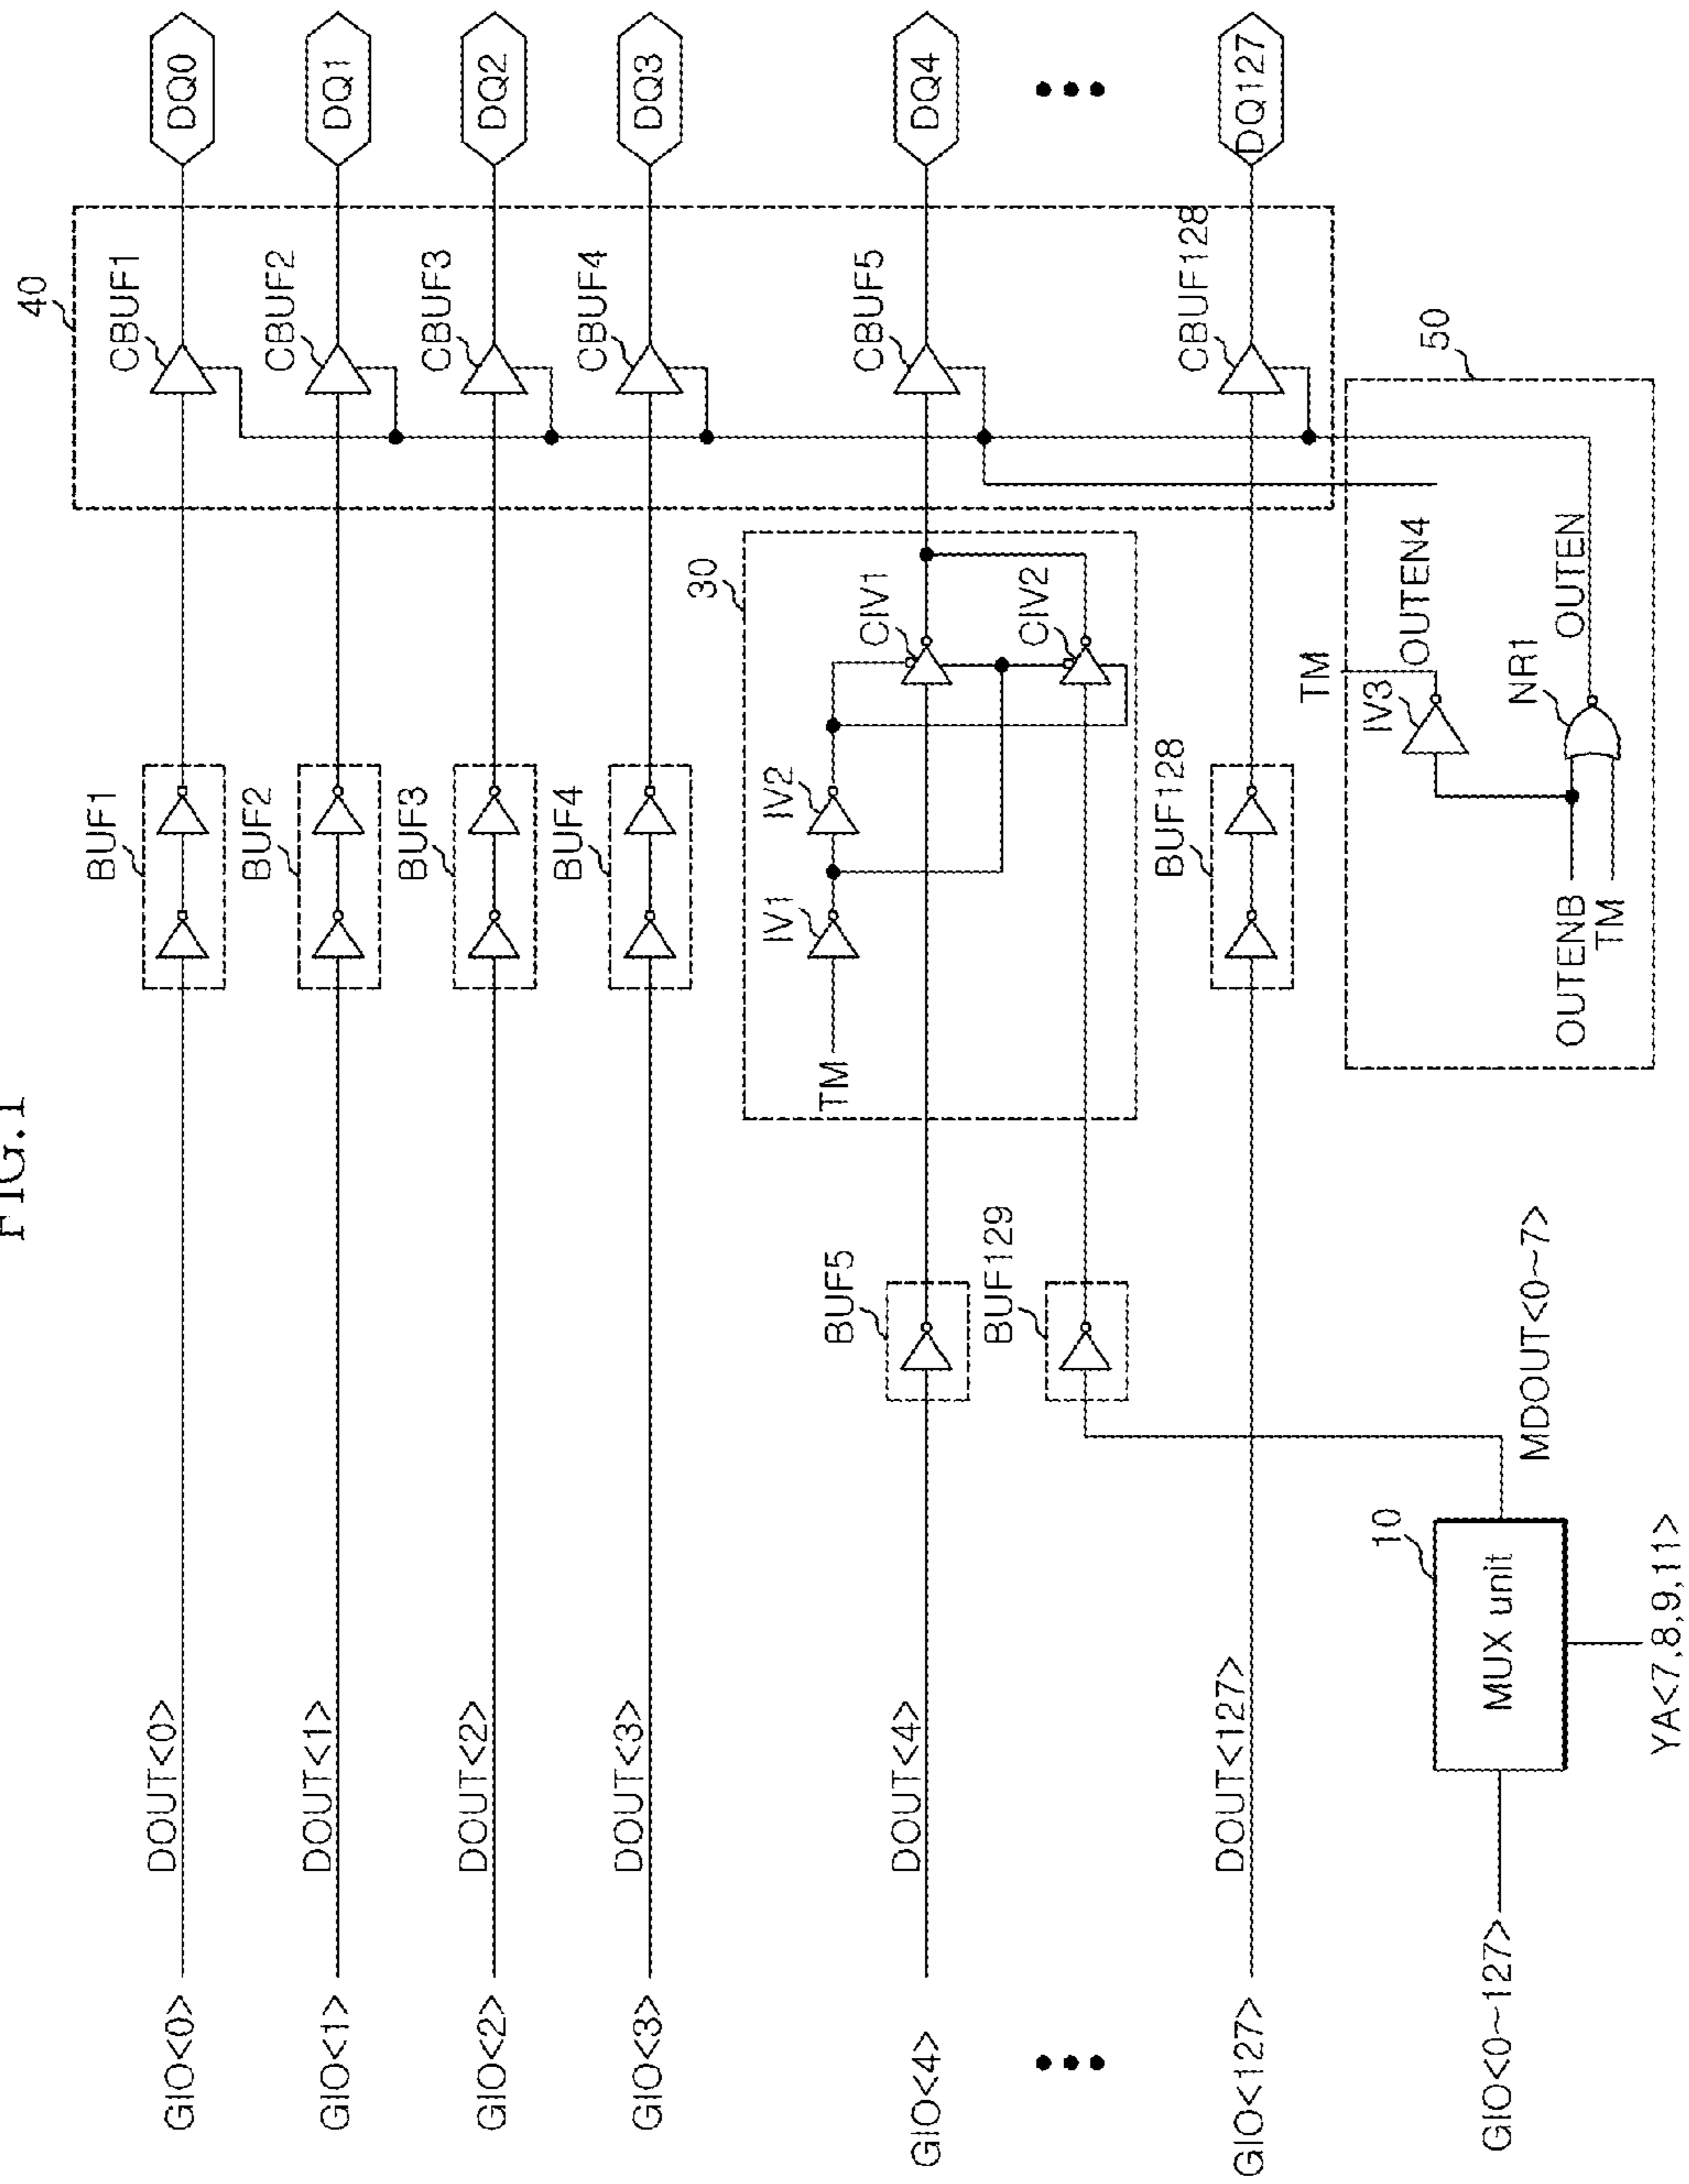 FIG.1
GIO<0>
DOUT<0>
BUF1
CBUF1
DQ0
40
GIO<1>
DOUT<1>
BUF2
CBUF2
DQ1
GIO<2>
DOUT<2>
BUF3
CBUF3
DQ2
GIO<3>
DOUT<3>
BUF4
CBUF4
DQ3
30
TM
IV1
IV2
GIO<4>
DOUT<4>
BUF5
CIV1
CBUF5
DQ4
BUF129
CIV2
GIO<127>
DOUT<127>
BUF128
CBUF128
DQ127
TM
50
IV3
OUTEN4
GIO<0~127>
10
MUX unit
MDOUT<0~7>
YA<7,8,9,11>
OUTENB
TM
NR1
OUTEN